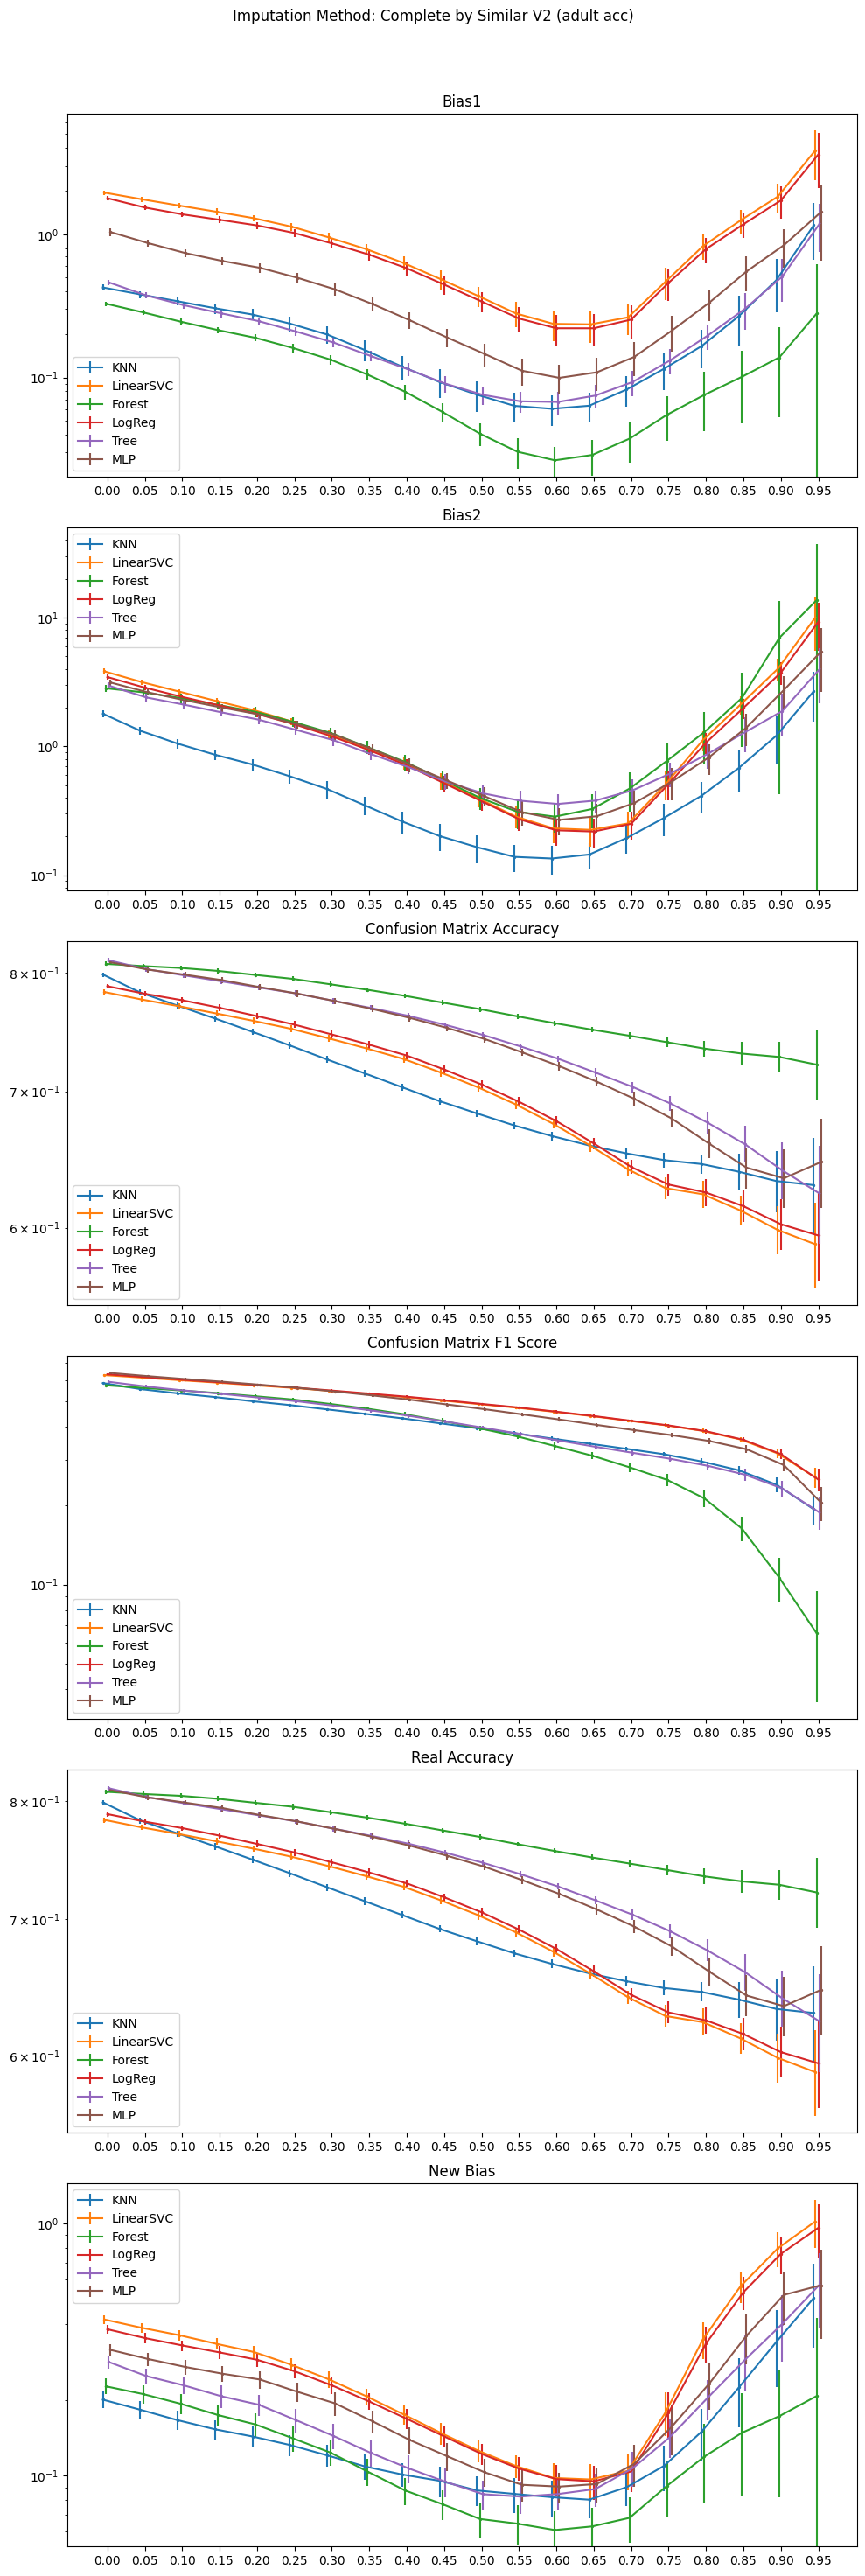 Imputation Method: Complete by Similar V2 (adult acc)
Bias1
10⁰
10⁻¹
KNN
LinearSVC
Forest
LogReg
Tree
MLP
0.00 0.05 0.10 0.15 0.20 0.25 0.30 0.35 0.40 0.45 0.50 0.55 0.60 0.65 0.70 0.75 0.80 0.85 0.90 0.95
Bias2
KNN
LinearSVC
Forest
LogReg
Tree
MLP
10¹
10⁰
10⁻¹
0.00 0.05 0.10 0.15 0.20 0.25 0.30 0.35 0.40 0.45 0.50 0.55 0.60 0.65 0.70 0.75 0.80 0.85 0.90 0.95
Confusion Matrix Accuracy
8 × 10⁻¹
7 × 10⁻¹
6 × 10⁻¹
KNN
LinearSVC
Forest
LogReg
Tree
MLP
0.00 0.05 0.10 0.15 0.20 0.25 0.30 0.35 0.40 0.45 0.50 0.55 0.60 0.65 0.70 0.75 0.80 0.85 0.90 0.95
Confusion Matrix F1 Score
10⁻¹
KNN
LinearSVC
Forest
LogReg
Tree
MLP
0.00 0.05 0.10 0.15 0.20 0.25 0.30 0.35 0.40 0.45 0.50 0.55 0.60 0.65 0.70 0.75 0.80 0.85 0.90 0.95
Real Accuracy
8 × 10⁻¹
7 × 10⁻¹
6 × 10⁻¹
KNN
LinearSVC
Forest
LogReg
Tree
MLP
0.00 0.05 0.10 0.15 0.20 0.25 0.30 0.35 0.40 0.45 0.50 0.55 0.60 0.65 0.70 0.75 0.80 0.85 0.90 0.95
New Bias
KNN
LinearSVC
Forest
LogReg
Tree
MLP
10⁰
10⁻¹
0.00 0.05 0.10 0.15 0.20 0.25 0.30 0.35 0.40 0.45 0.50 0.55 0.60 0.65 0.70 0.75 0.80 0.85 0.90 0.95